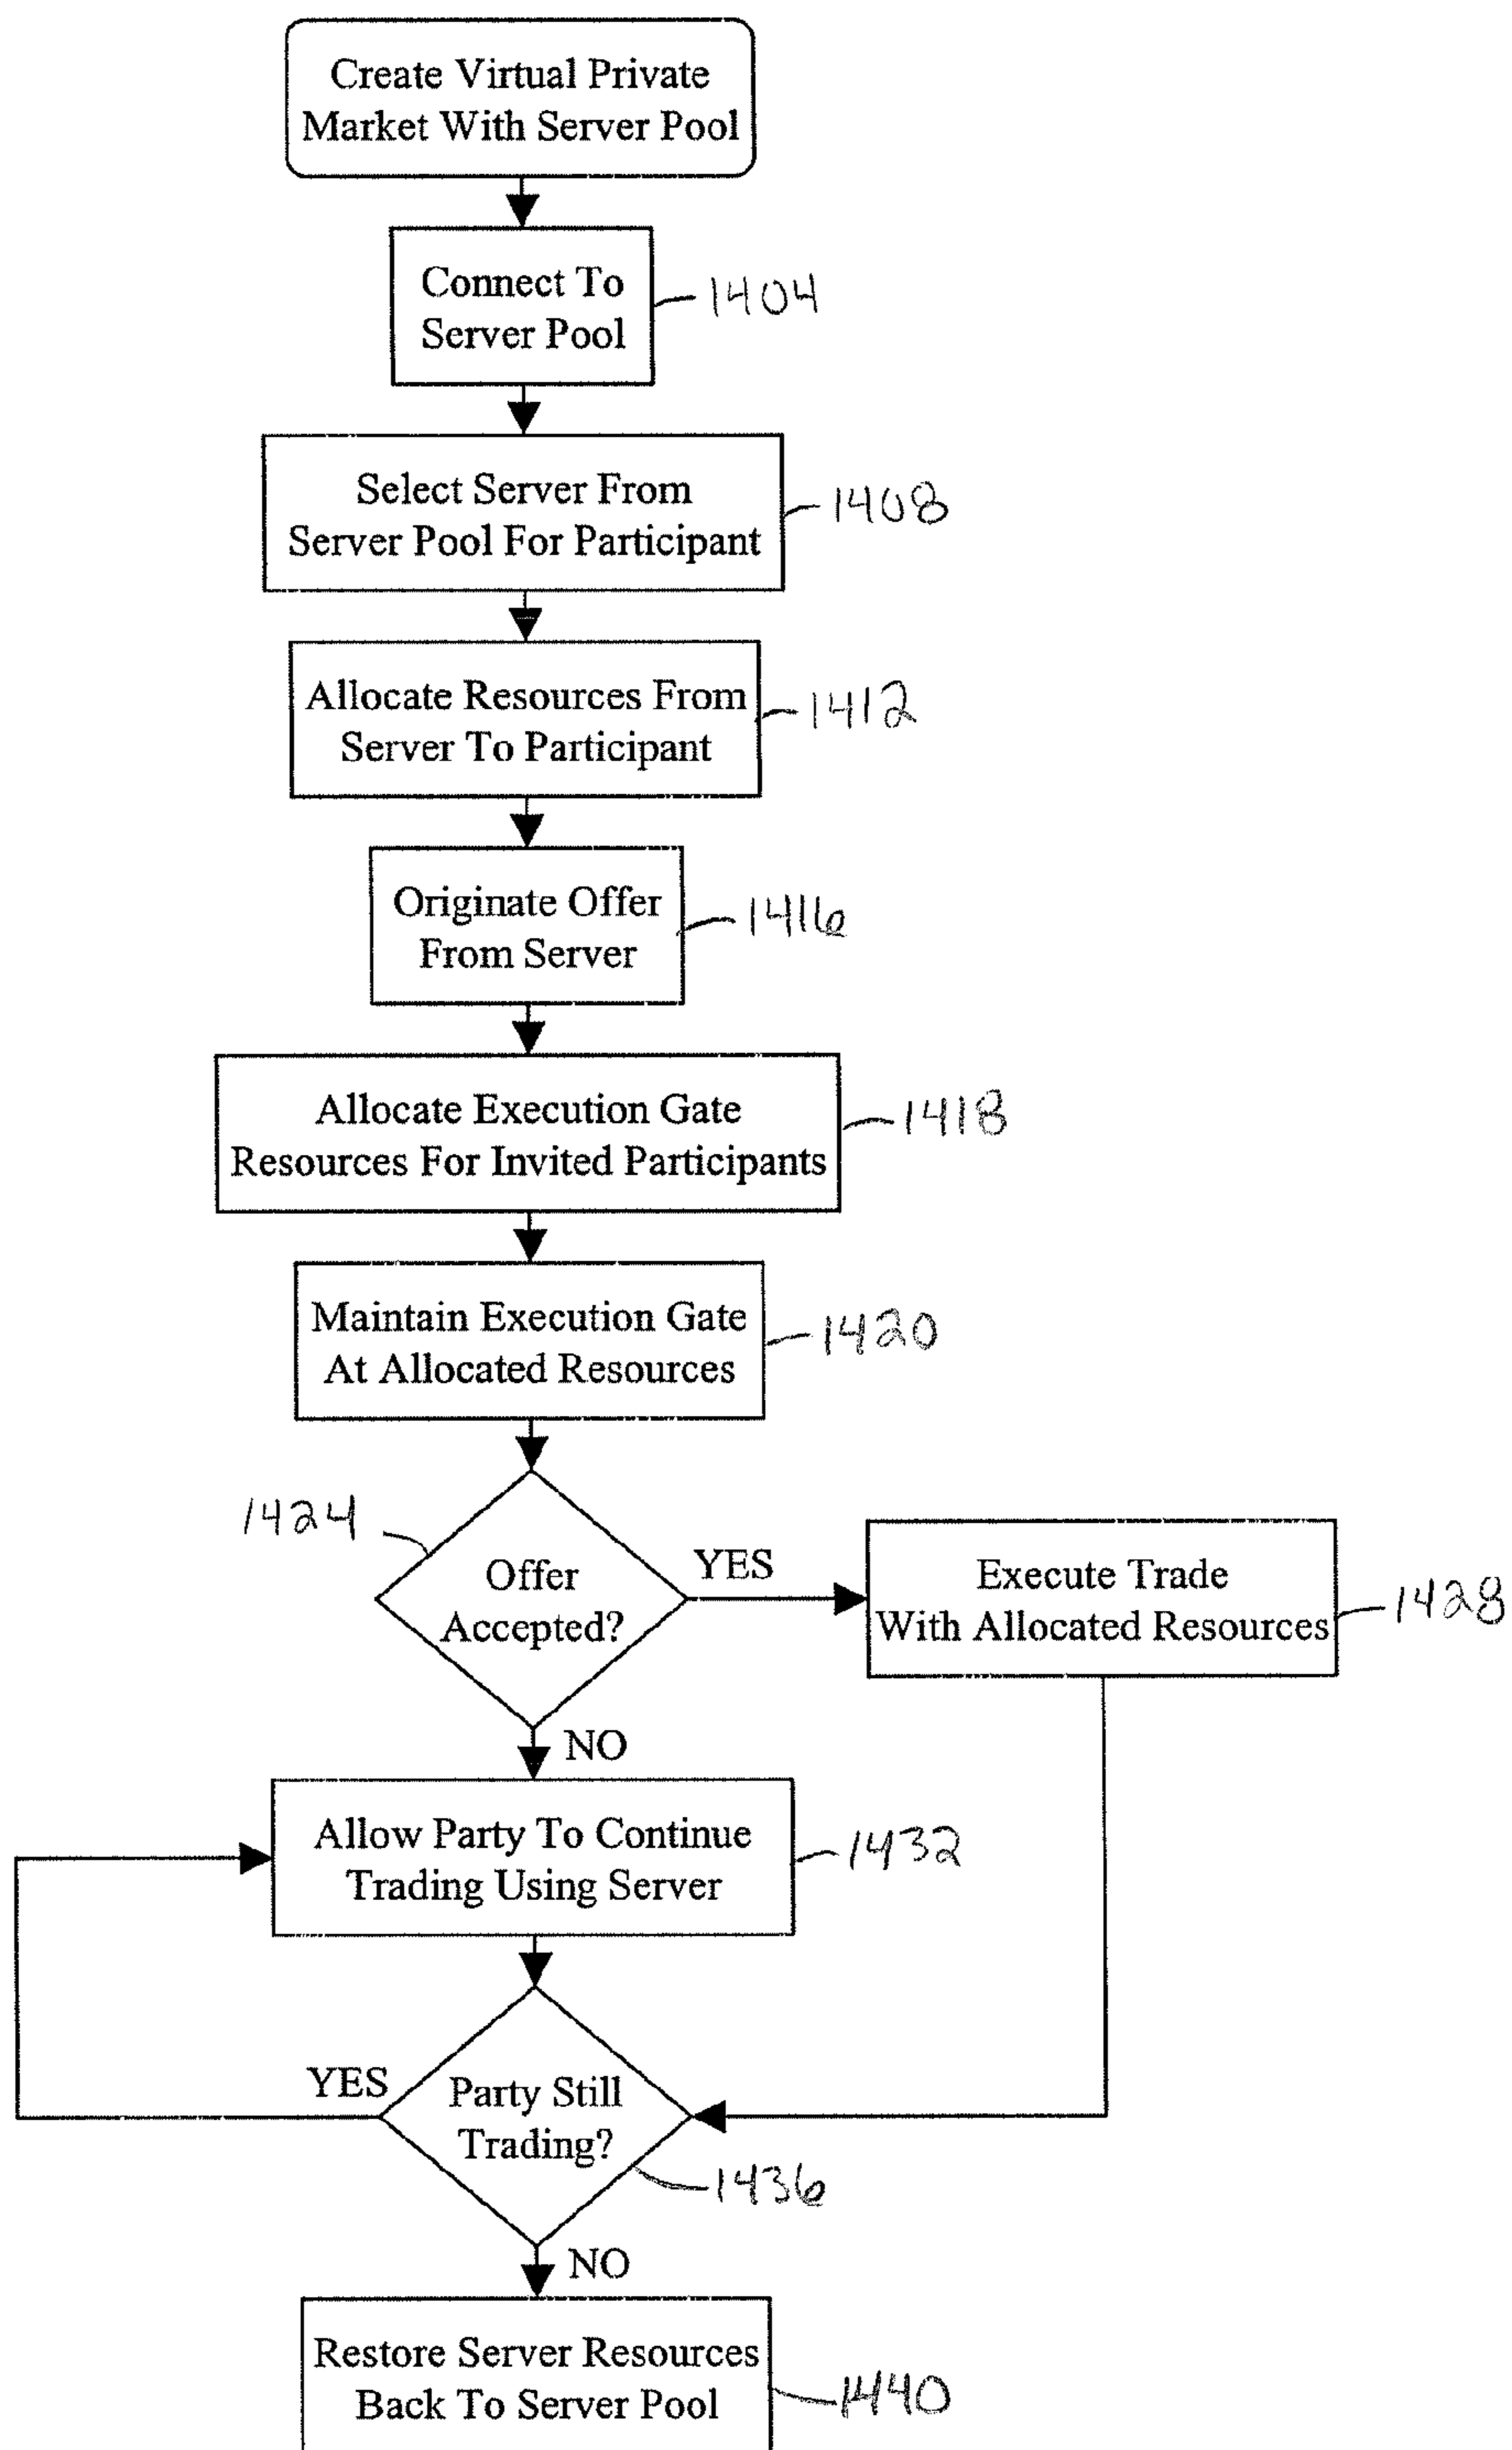 Create Virtual Private
Market With Server Pool
Connect To
Server Pool
1404
Select Server From
Server Pool For Participant
1408
Allocate Resources From
Server To Participant
1412
Originate Offer
From Server
1416
Allocate Execution Gate
Resources For Invited Participants
1418
Maintain Execution Gate
At Allocated Resources
1420
1424
Offer
Accepted?
YES
Execute Trade
With Allocated Resources
1428
NO
Allow Party To Continue
Trading Using Server
1432
YES
Party Still
Trading?
1436
NO
Restore Server Resources
Back To Server Pool
1440